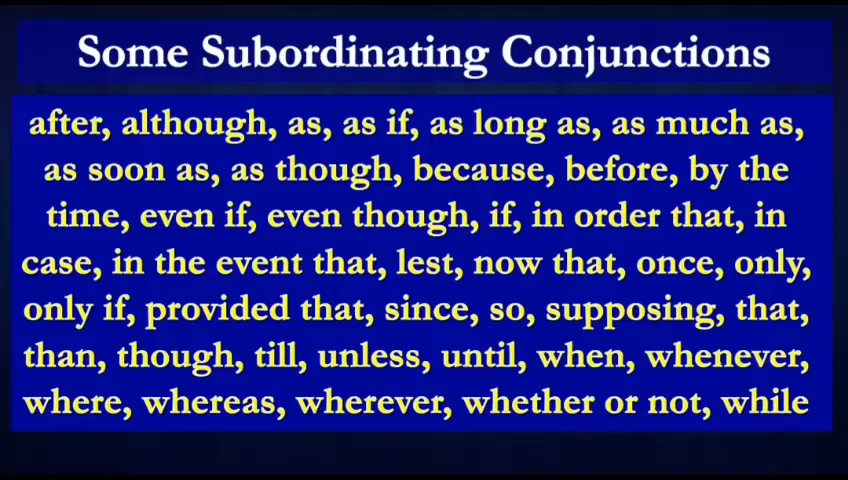 Some Subordinating Conjunctions
after, although, as, as if, as long as, as much as,
as soon as, as though, because, before, by the
time, even if, even though, if, in order that, in
case, in the event that, lest, now that, once, only,
only if, provided that, since, so, supposing, that,
than, though, till, unless, until, when, whenever,
where, whereas, wherever, whether or not, while